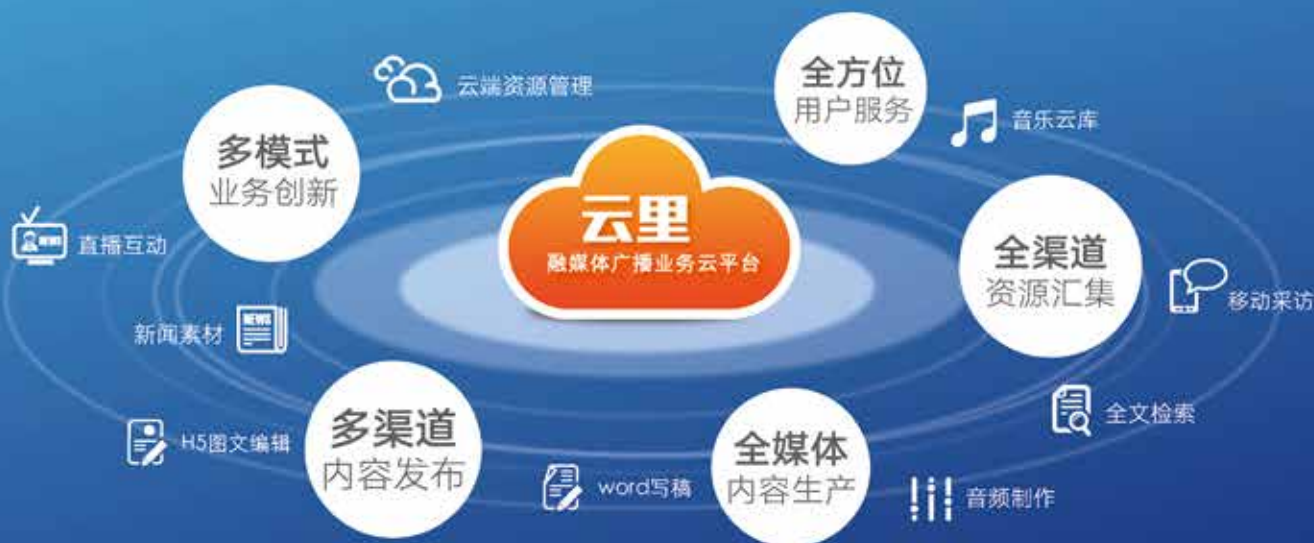 云端资源管理
全方位
用户服务
音乐云库
多模式
业务创新
云里
融媒体广播业务云平台
直播互动
全渠道
资源汇集
移动采访
新闻素材
NEWS
NEWS
多渠道
内容发布
H5图文编辑
全媒体
内容生产
全文检索
word写稿
音频制作